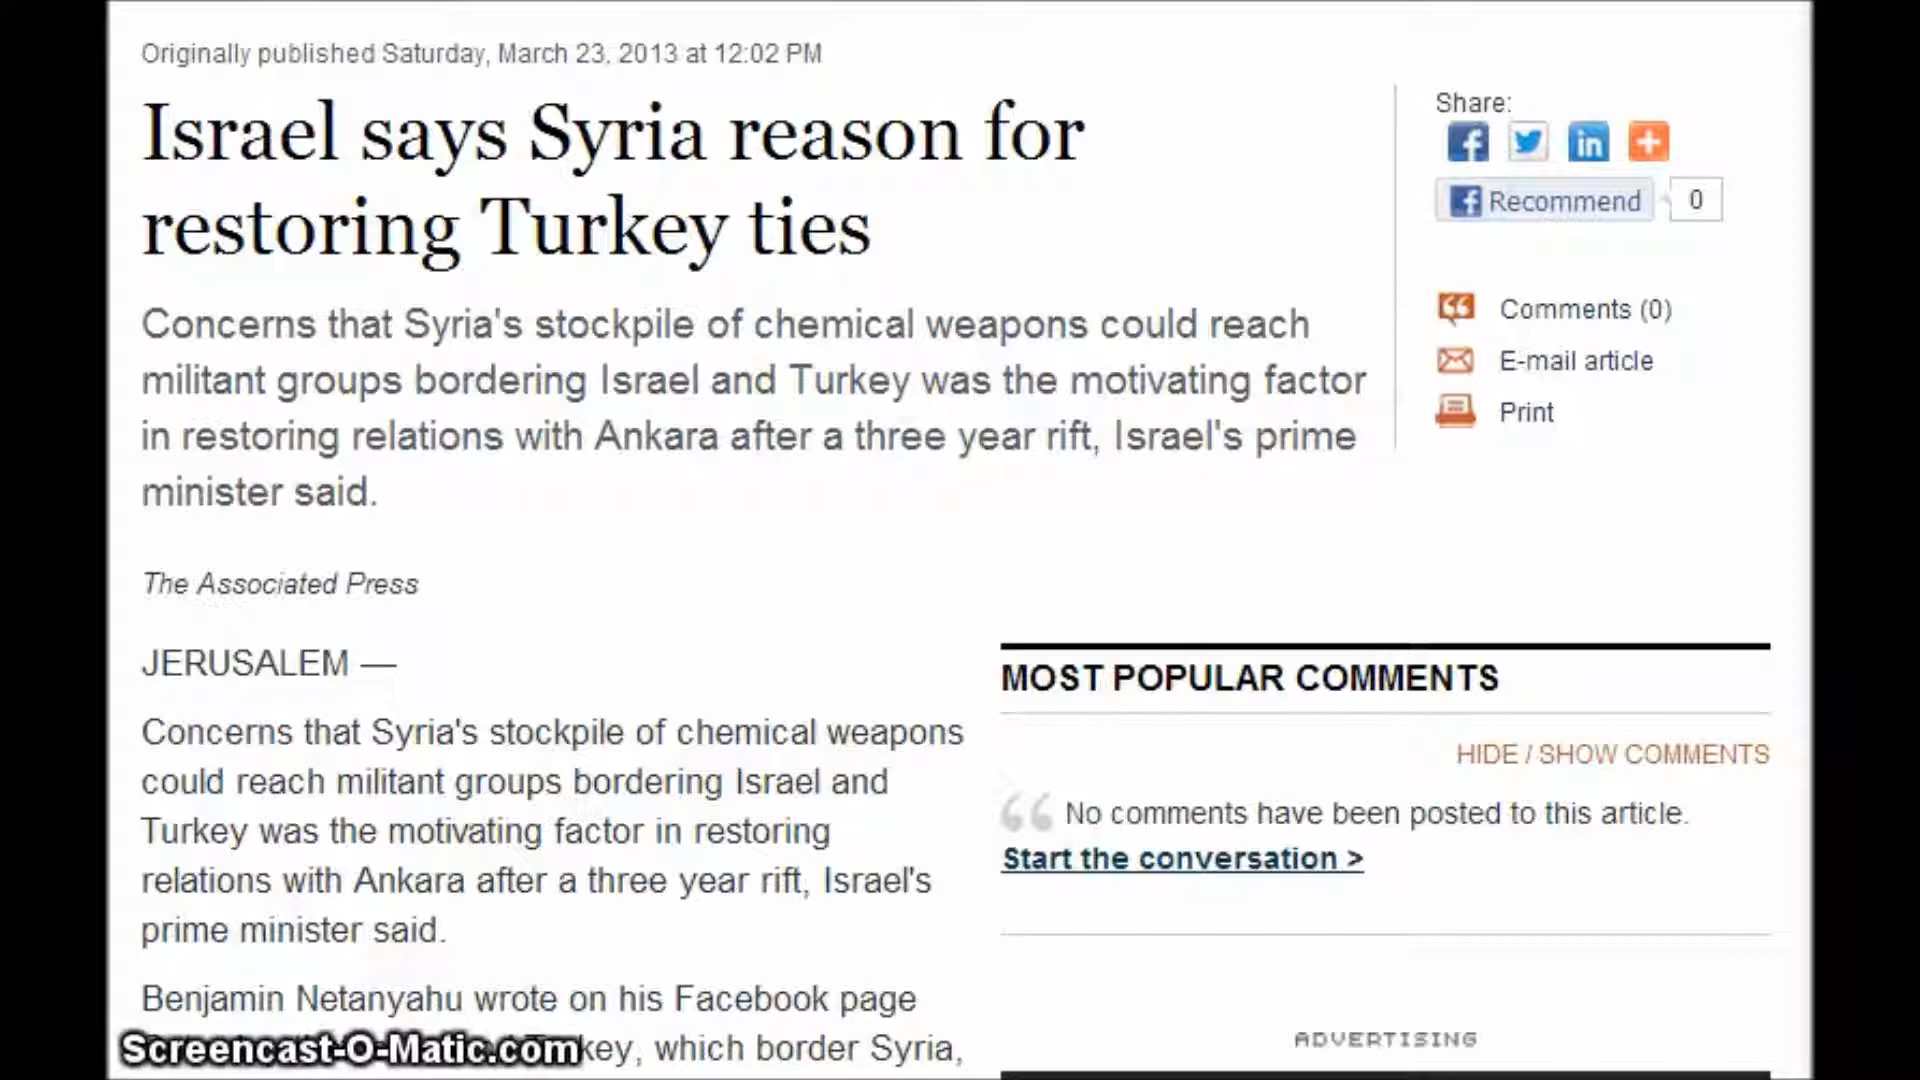 Originally published Saturday, March 23, 2013 at 12:02 PM
Israel says Syria reason for
restoring Turkey ties
Concerns that Syria's stockpile of chemical weapons could reach
militant groups bordering Israel and Turkey was the motivating factor
in restoring relations with Ankara after a three year rift, Israel's prime
minister said.
Share:
Recommend
0
Comments (0)
E-mail article
Print
The Associated Press
JERUSALEM —
Concerns that Syria's stockpile of chemical weapons
could reach militant groups bordering Israel and
Turkey was the motivating factor in restoring
relations with Ankara after a three year rift, Israel's
prime minister said.
Benjamin Netanyahu wrote on his Facebook page
which border Syria,
MOST POPULAR COMMENTS
HIDE / SHOW COMMENTS
No comments have been posted to this article.
Start the conversation >
ADVERTISING
Screencast-O-Matic.com